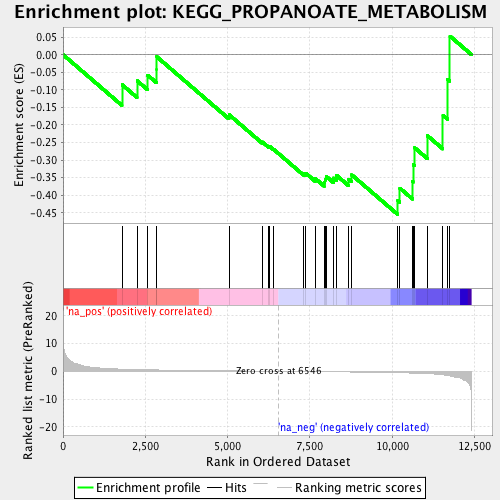 Enrichment plot: KEGG_PROPANOATE_METABOLISM
Enrichment score (ES)
0.05
0.00
-0.05
-0.10
-0.15
-0.20
-0.25
-0.30
-0.35
-0.40
-0.45
'na_pos' (positively correlated)
Ranked list metric (PreRanked)
20
10
0
-10
-20
Zero cross at 6546
'na_neg' (negatively correlated)
0
2,500
5,000
7,500
10,000
12,500
Rank in Ordered Dataset
Enrichment profile
Hits
Ranking metric scores